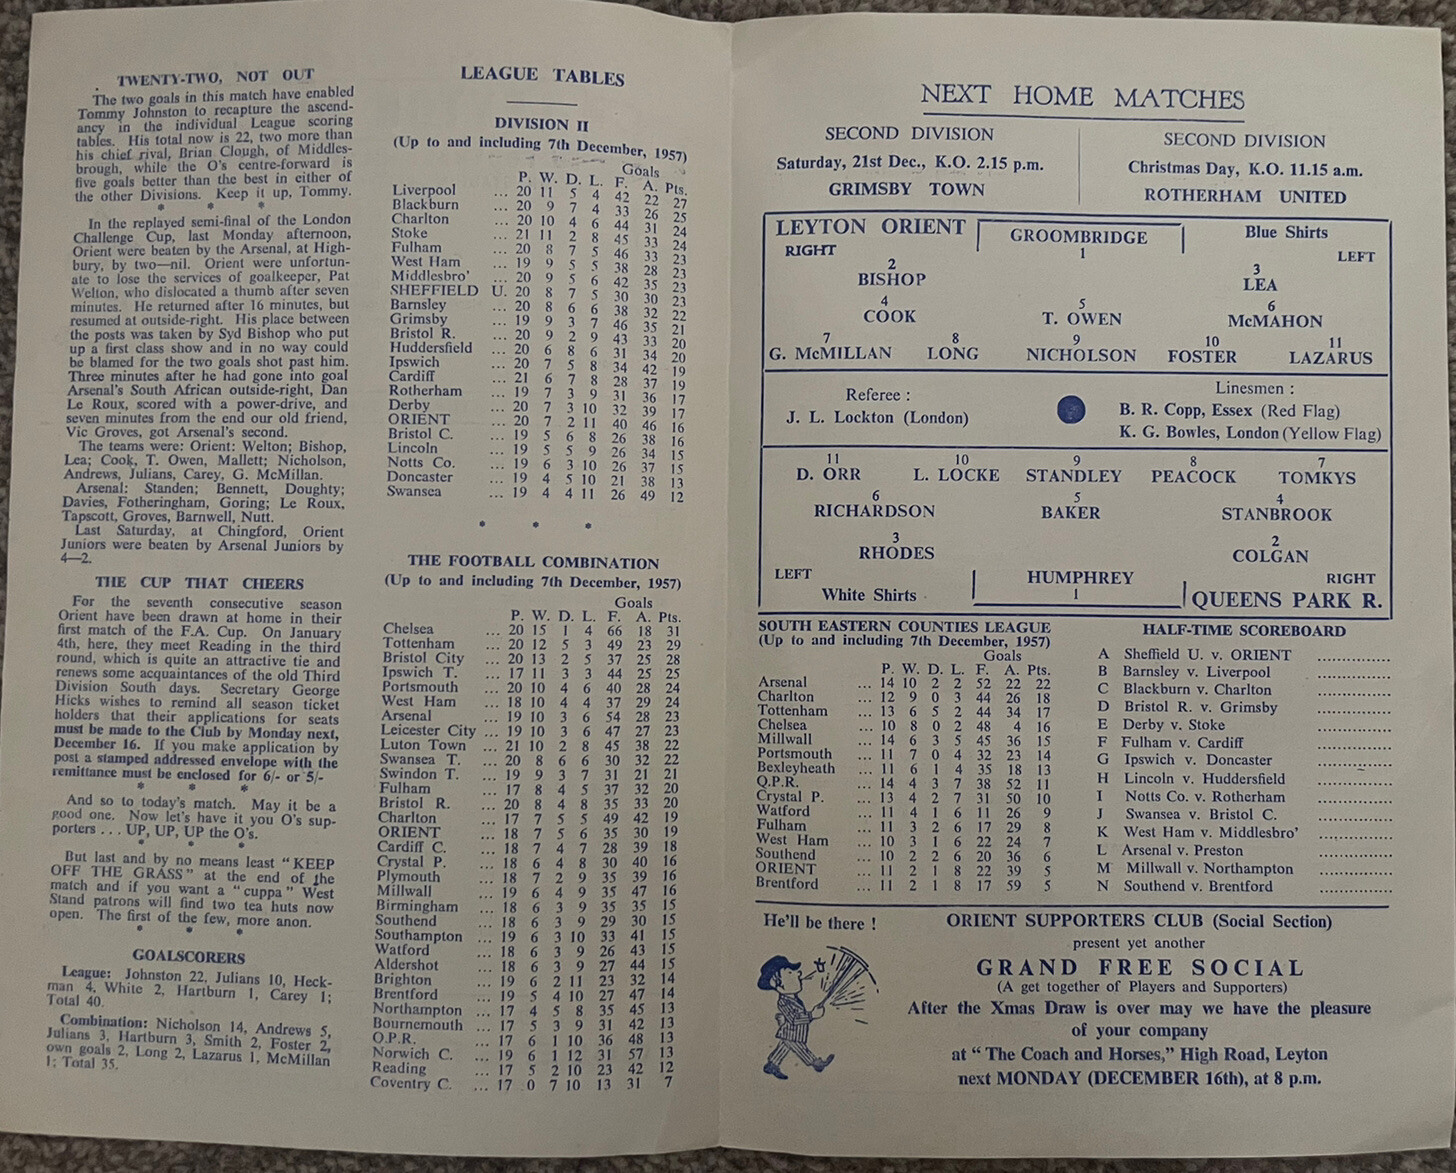 TWENTY-TWO, NOT OUT
The two goals in this match have enabled
Tommy Johnston to recapture the ascend-
ancy in the individual League scoring
tables. His total now is 22, two more than
his chief rival, Brian Clough, of Middles-
brough, while the O's centre-forward is
five goals better than the best in either of
the other Divisions. Keep it up, Tommy.
* * *
In the replayed semi-final of the London
Challenge Cup, last Monday afternoon,
Orient were beaten by the Arsenal, at High-
bury, by two—nil. Orient were unfortun-
ate to lose the services of goalkeeper, Pat
Welton, who dislocated a thumb after seven
minutes. He returned after 16 minutes, but
resumed at outside-right. His place between
the posts was taken by Syd Bishop who put
up a first class show and in no way could
be blamed for the two goals shot past him.
Three minutes after he had gone into goal
Arsenal's South African outside-right, Dan
Le Roux, scored with a power-drive, and
seven minutes from the end our old friend,
Vic Groves, got Arsenal's second.
The teams were: Orient: Welton; Bishop,
Lea; Cook, T. Owen, Mallett; Nicholson,
Andrews, Julians, Carey, G. McMillan.
Arsenal: Standen; Bennett, Doughty;
Davies, Fotheringham, Goring; Le Roux,
Tapscott, Groves, Barnwell, Nutt.
Last Saturday, at Chingford, Orient
Juniors were beaten by Arsenal Juniors by
4—2.
THE CUP THAT CHEERS
For the seventh consecutive season
Orient have been drawn at home in their
first match of the F.A. Cup. On January
4th, here, they meet Reading in the third
round, which is quite an attractive tie and
renews some acquaintances of the old Third
Division South days. Secretary George
Hicks wishes to remind all season ticket
holders that their applications for seats
must be made to the Club by Monday next,
December 16. If you make application by
post a stamped addressed envelope with the
remittance must be enclosed for 6/- or 5/-
* * *
And so to today's match. May it be a
good one. Now let's have it you O's sup-
porters . . . UP, UP, UP the O's.
* * *
But last and by no means least "KEEP
OFF THE GRASS" at the end of the
match and if you want a "cuppa" West
Stand patrons will find two tea huts now
open. The first of the few, more anon.
* * *
GOALSCORERS
League: Johnston 22, Julians 10, Heck-
man 4, White 2, Hartburn 1, Carey 1;
Total 40.
Combination: Nicholson 14, Andrews 5,
Julians 3, Hartburn 3, Smith 2, Foster 2,
own goals 2, Long 2, Lazarus 1, McMillan
1; Total 35.
LEAGUE TABLES
DIVISION II
(Up to and including 7th December, 1957)
Goals
P. W. D. L. F. A. Pts.
Liverpool ... 20 11 5 4 42 22 27
Blackburn ... 20 9 7 4 33 26 25
Charlton ... 20 10 4 6 44 31 24
Stoke ... 21 11 2 8 45 33 24
Fulham ... 20 8 7 5 46 33 23
West Ham ... 19 9 5 5 38 28 23
Middlesbro' ... 20 9 5 6 42 35 23
SHEFFIELD U. 20 8 7 5 30 30 23
Barnsley ... 20 8 6 6 38 32 22
Grimsby ... 19 9 3 7 46 35 21
Bristol R. ... 20 9 2 9 43 33 20
Huddersfield ... 20 6 8 6 31 34 20
Ipswich ... 20 7 5 8 34 42 19
Cardiff ... 21 6 7 8 28 37 19
Rotherham ... 19 7 3 9 31 36 17
Derby ... 20 7 3 10 32 39 17
ORIENT ... 20 7 2 11 40 46 16
Bristol C. ... 19 5 6 8 26 38 16
Lincoln ... 19 5 5 9 26 34 15
Notts Co. ... 19 6 3 10 26 37 15
Doncaster ... 19 4 5 10 21 38 13
Swansea ... 19 4 4 11 26 49 12
* * *
THE FOOTBALL COMBINATION
(Up to and including 7th December, 1957)
Goals
P. W. D. L. F. A. Pts.
Chelsea ... 20 15 1 4 66 18 31
Tottenham ... 20 12 5 3 49 23 29
Bristol City ... 20 13 2 5 37 25 28
Ipswich T. ... 17 11 3 3 44 25 25
Portsmouth ... 20 10 4 6 40 28 24
West Ham ... 18 10 4 4 37 29 24
Arsenal ... 19 10 3 6 54 28 23
Leicester City ... 19 10 3 6 47 27 23
Luton Town ... 21 10 2 8 45 38 22
Swansea T. ... 20 8 6 6 30 32 22
Swindon T. ... 19 9 3 7 31 21 21
Fulham ... 17 8 4 5 37 32 20
Bristol R. ... 20 8 4 8 35 33 20
Charlton ... 17 7 5 5 49 42 19
ORIENT ... 18 7 5 6 35 30 19
Cardiff C. ... 18 7 4 7 28 39 18
Crystal P. ... 18 6 4 8 30 40 16
Plymouth ... 18 7 2 9 35 39 16
Millwall ... 19 6 4 9 35 47 16
Birmingham ... 18 6 3 9 35 35 15
Southend ... 18 6 3 9 29 30 15
Southampton ... 19 6 3 10 33 41 15
Watford ... 18 6 3 9 26 43 15
Aldershot ... 18 6 3 9 27 44 15
Brighton ... 19 6 2 11 23 32 14
Brentford ... 19 5 4 10 27 47 14
Northampton ... 17 4 5 8 35 45 13
Bournemouth ... 17 5 3 9 31 42 13
Q.P.R. ... 17 6 1 10 36 48 13
Norwich C. ... 19 6 1 12 31 57 13
Reading ... 17 5 2 10 23 42 12
Coventry C. ... 17 0 7 10 13 31 7
NEXT HOME MATCHES
SECOND DIVISION
Saturday, 21st Dec., K.O. 2.15 p.m.
GRIMSBY TOWN
SECOND DIVISION
Christmas Day, K.O. 11.15 a.m.
ROTHERHAM UNITED
LEYTON ORIENT GROOMBRIDGE Blue Shirts
RIGHT 1 LEFT
2 3
BISHOP LEA
4 5 6
COOK T. OWEN McMAHON
7 8 9 10 11
G. McMILLAN LONG NICHOLSON FOSTER LAZARUS
Referee :
J. L. Lockton (London)
Linesmen :
B. R. Copp, Essex (Red Flag)
K. G. Bowles, London (Yellow Flag)
11 10 9 8 7
D. ORR L. LOCKE STANDLEY PEACOCK TOMKYS
6 5 4
RICHARDSON BAKER STANBROOK
3 2
RHODES COLGAN
LEFT HUMPHREY RIGHT
White Shirts 1 QUEENS PARK R.
SOUTH EASTERN COUNTIES LEAGUE
(Up to and including 7th December, 1957)
Goals
P. W. D. L. F. A. Pts.
Arsenal ... 14 10 2 2 52 22 22
Charlton ... 12 9 0 3 44 26 18
Tottenham ... 13 6 5 2 44 34 17
Chelsea ... 10 8 0 2 48 4 16
Millwall ... 14 6 3 5 45 36 15
Portsmouth ... 11 7 0 4 32 23 14
Bexleyheath ... 11 6 1 4 35 18 13
Q.P.R. ... 14 4 3 7 38 52 11
Crystal P. ... 13 4 2 7 31 50 10
Watford ... 11 4 1 6 11 26 9
Fulham ... 11 3 2 6 17 29 8
West Ham ... 10 3 1 6 22 24 7
Southend ... 10 2 2 6 20 36 6
ORIENT ... 11 2 1 8 22 39 5
Brentford ... 11 2 1 8 17 59 5
HALF-TIME SCOREBOARD
A Sheffield U. v. ORIENT ..................
B Barnsley v. Liverpool ..................
C Blackburn v. Charlton ..................
D Bristol R. v. Grimsby ..................
E Derby v. Stoke ..................
F Fulham v. Cardiff ..................
G Ipswich v. Doncaster ..................
H Lincoln v. Huddersfield ..................
I Notts Co. v. Rotherham ..................
J Swansea v. Bristol C. ..................
K West Ham v. Middlesbro' ..................
L Arsenal v. Preston ..................
M Millwall v. Northampton ..................
N Southend v. Brentford ..................
He'll be there !
ORIENT SUPPORTERS CLUB (Social Section)
present yet another
GRAND FREE SOCIAL
(A get together of Players and Supporters)
After the Xmas Draw is over may we have the pleasure
of your company
at "The Coach and Horses," High Road, Leyton
next MONDAY (DECEMBER 16th), at 8 p.m.